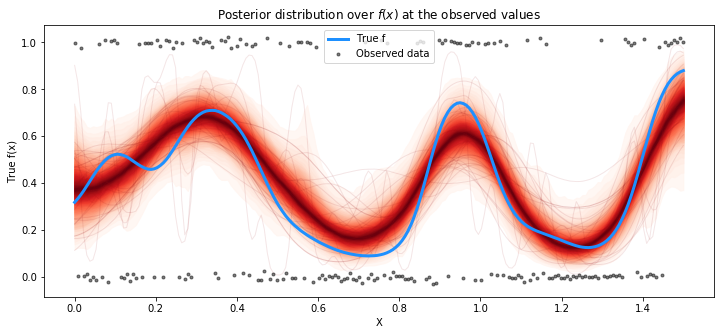 Posterior distribution over f(x) at the observed values
True f
Observed data
True f(x)
1.0
0.8
0.6
0.4
0.2
0.0
0.0 0.2 0.4 0.6 0.8 1.0 1.2 1.4
X